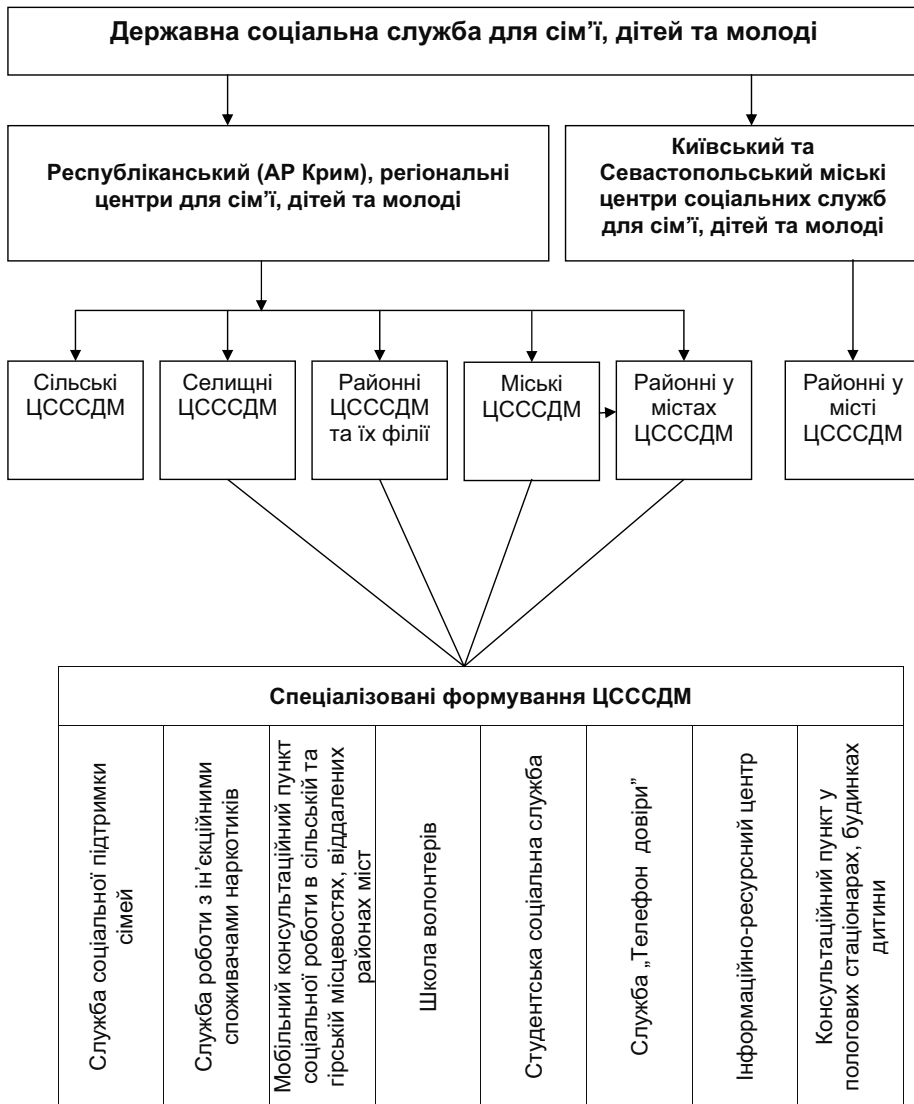 Державна соціальна служба для сім’ї, дітей та молоді
Республіканський (АР Крим), регіональні
центри для сім’ї, дітей та молоді
Київський та
Севастопольський міські
центри соціальних служб
для сім’ї, дітей та молоді
Сільські
ЦСССДМ
Селищні
ЦСССДМ
Районні
ЦСССДМ
та їх філії
Міські
ЦСССДМ
Районні у
містах
ЦСССДМ
Районні у
місті
ЦСССДМ
Спеціалізовані формування ЦСССДМ
Служба соціальної підтримки
сімей
Служба роботи з ін’єкційними
споживачами наркотиків
Мобільний консультаційний пункт
соціальної роботи в сільській та
гірській місцевостях, віддалених
районах міст
Школа волонтерів
Студентська соціальна служба
Служба „Телефон довіри”
Інформаційно-ресурсний центр
Консультаційний пункт у
пологових стаціонарах, будинках
дитини